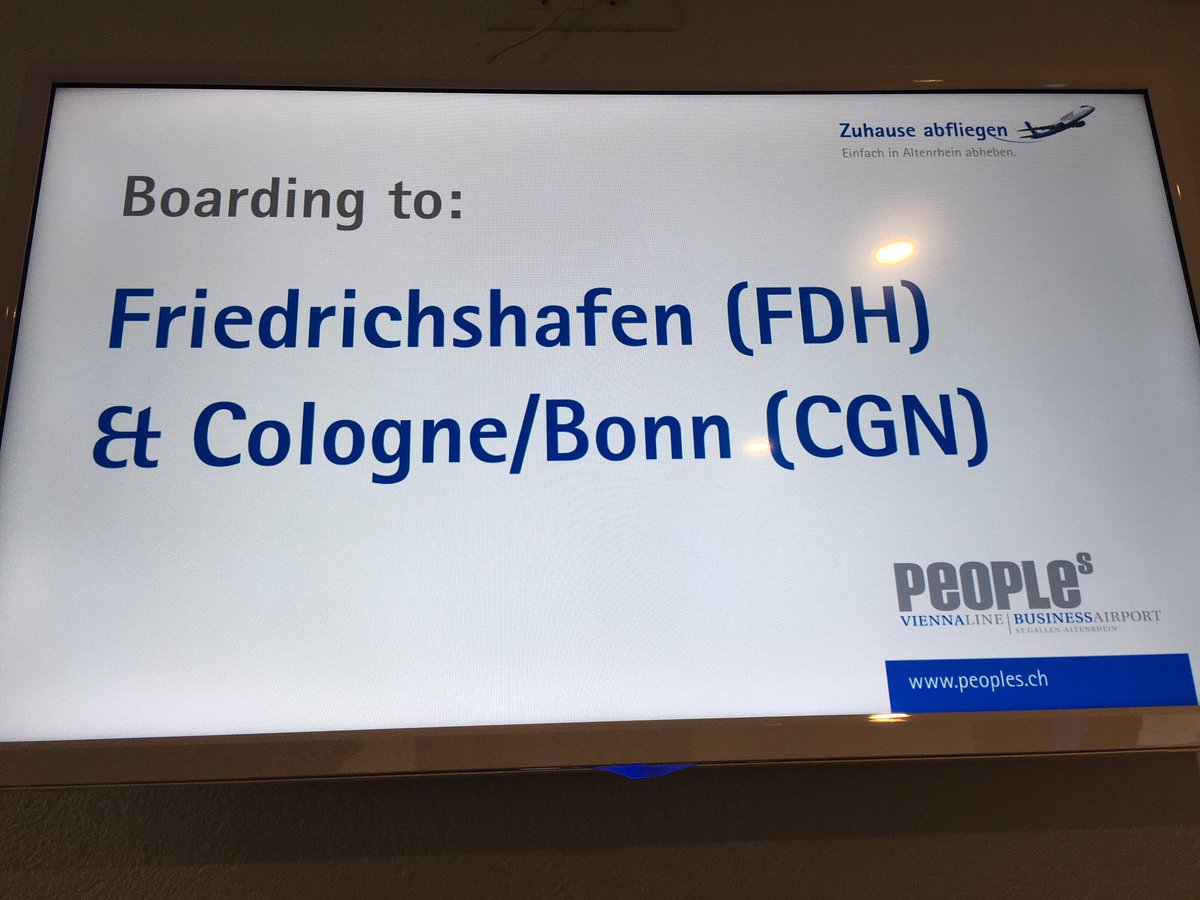 Zuhause abfliegen
Einfach in Altenrhein abheben.
Boarding to:
Friedrichshafen (FDH)
& Cologne/Bonn (CGN)
PEOPLEs
VIENNALINE | BUSINESSAIRPORT
ST.GALLEN-ALTENRHEIN
www.peoples.ch